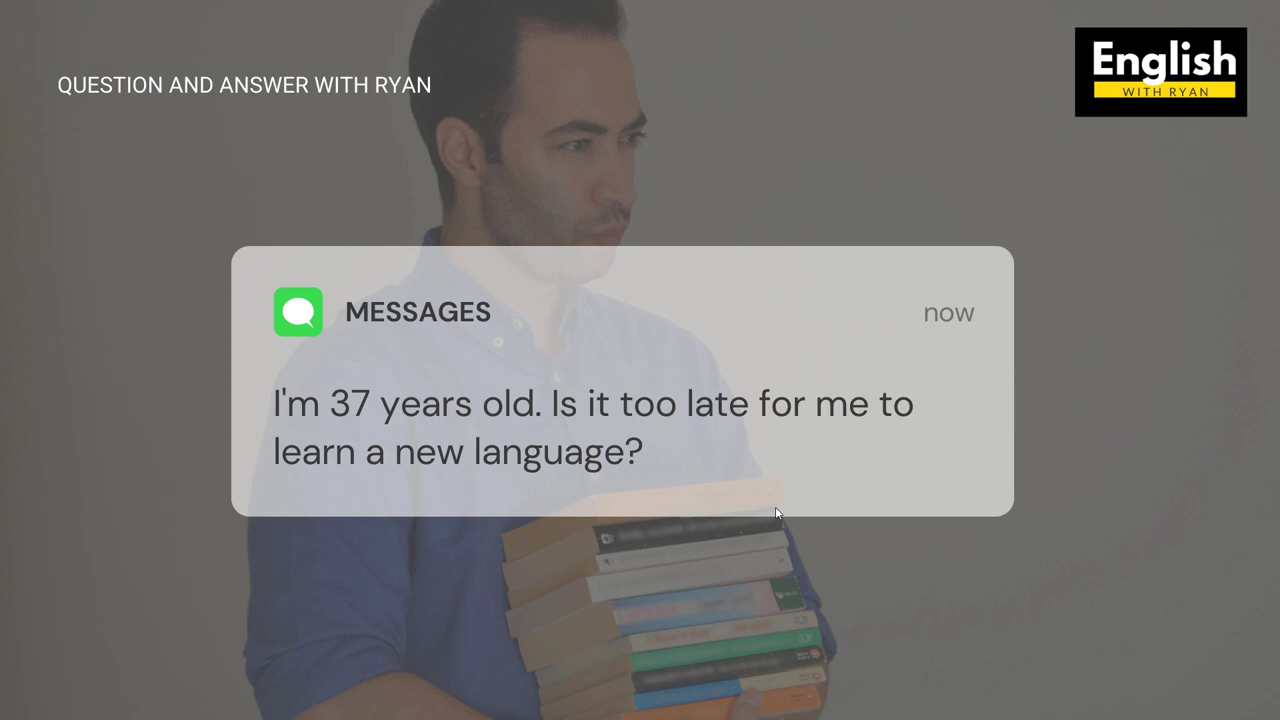 QUESTION AND ANSWER WITH RYAN
English
WITH RYAN
MESSAGES
now
I'm 37 years old. Is it too late for me to
learn a new language?